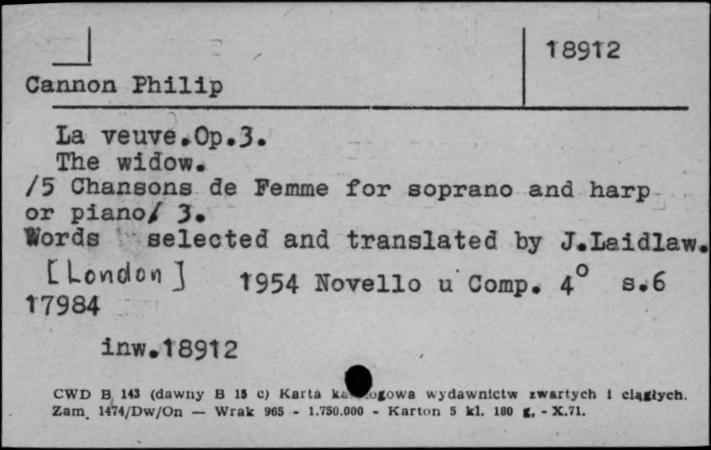 18912
Cannon Philip
La veuve.Op.3.
The widow.
/5 Chansons de Femme for soprano and harp
or piano/ 3.
Words selected and translated by J.Laidlaw.
[London] 1954 Novello u Comp. 4° s.6
17984
inw.18912
CWD B 143 (dawny B 15 c) Karta wydawnictw zwartych i ciągłych.
Zam. 1474/Dw/On — Wrak 965 - 1.750.000 - Karton 5 kl. 180 g. - X.71.